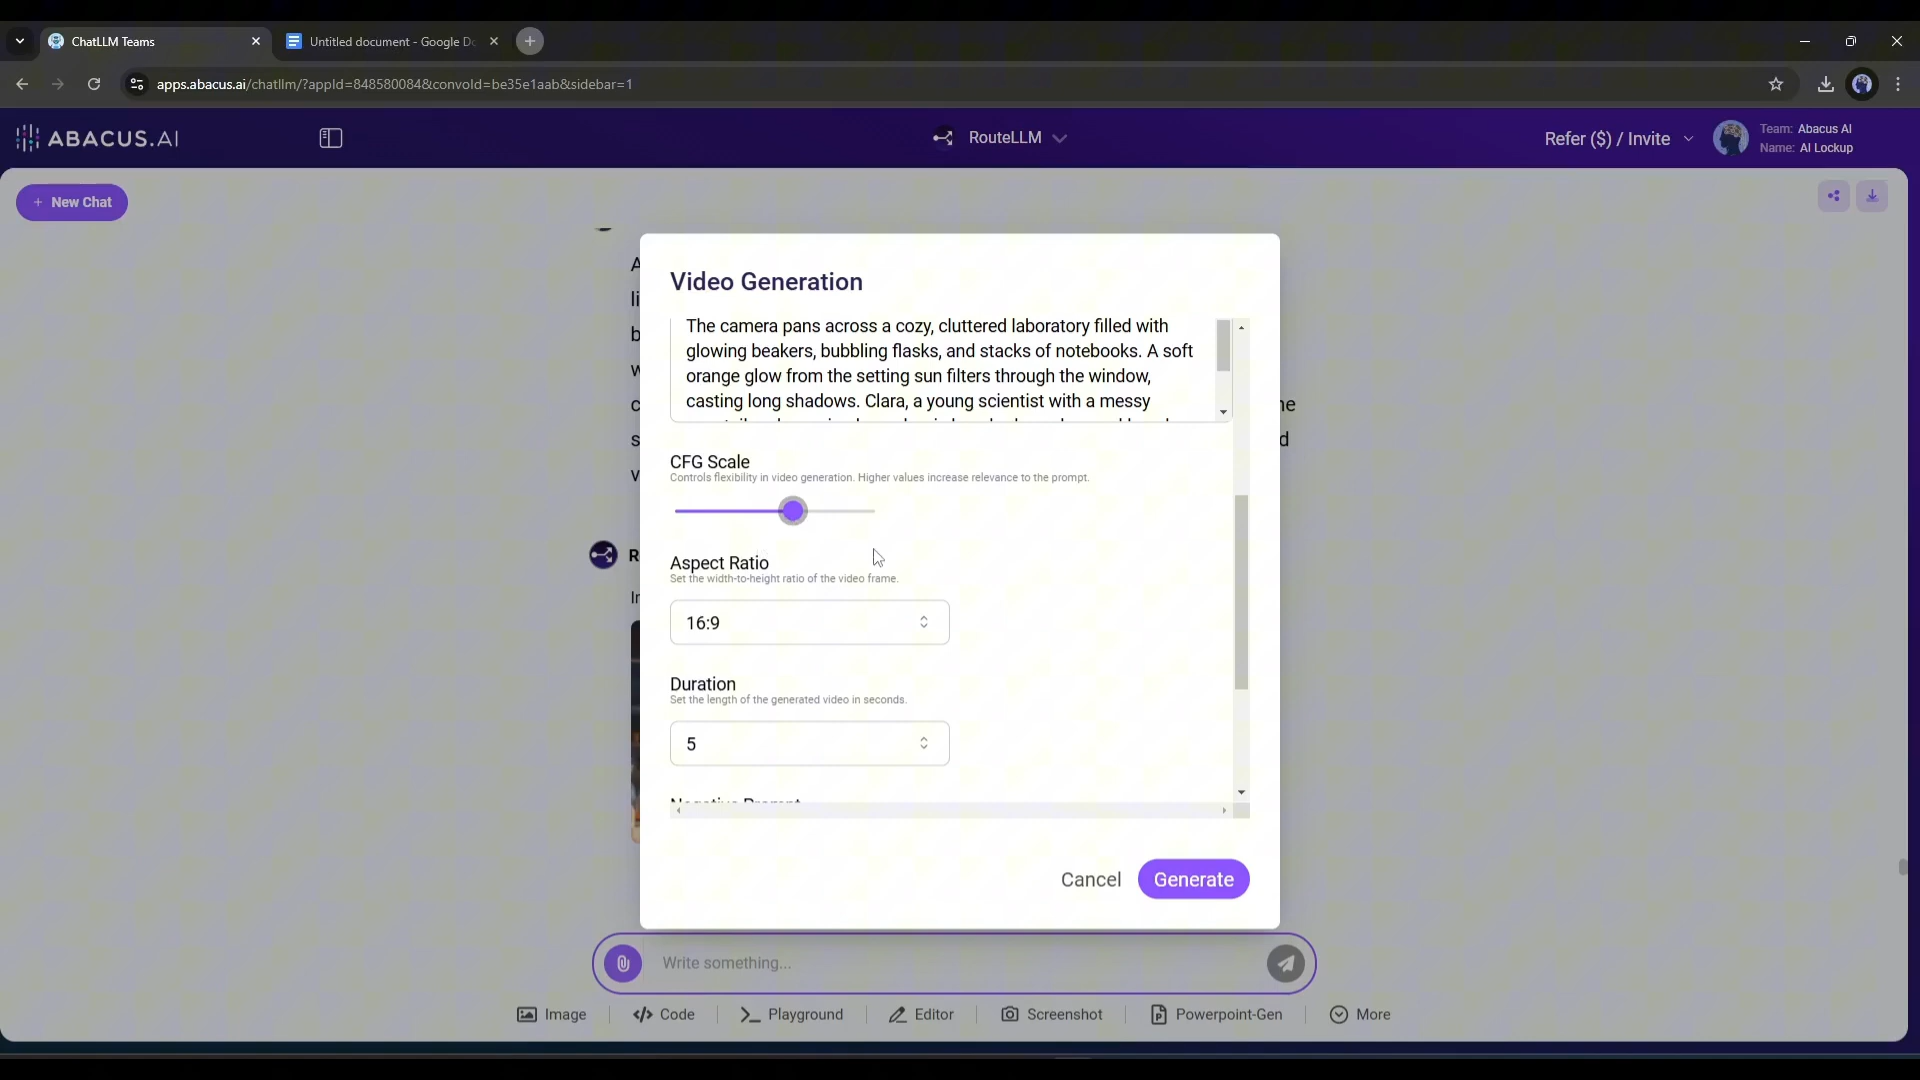 ChatLLM Teams
Untitled document - Google Do
apps.abacus.ai/chatllm/?appId=848580084&convoId=be35e1aab&sidebar=1
ABACUS.AI
RouteLLM
Refer ($) / Invite
Team: Abacus AI
Name: AI Lockup
+ New Chat
Video Generation
The camera pans across a cozy, cluttered laboratory filled with
glowing beakers, bubbling flasks, and stacks of notebooks. A soft
orange glow from the setting sun filters through the window,
casting long shadows. Clara, a young scientist with a messy
CFG Scale
Controls flexibility in video generation. Higher values increase relevance to the prompt.
Aspect Ratio
Set the width-to-height ratio of the video frame.
16:9
Duration
Set the length of the generated video in seconds.
5
Negative Prompt
Cancel
Generate
Write something...
Image
Code
Playground
Editor
Screenshot
Powerpoint-Gen
More